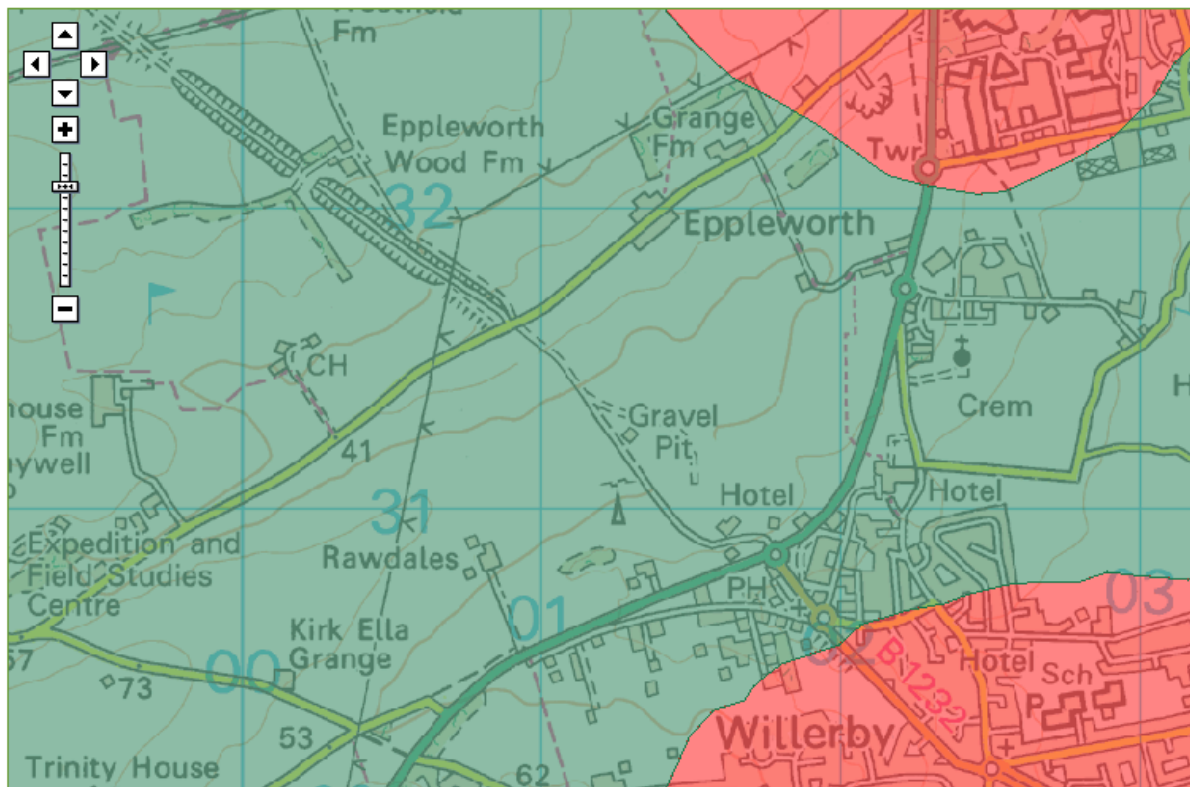 Fm
Eppleworth
Wood Fm
Grange
Fm
Twr
32
Eppleworth
CH
Crem
house
Fm
Gravel
Pit
41
Hotel
Hotel
31
Expedition and
Field Studies
Centre
Rawdales
PH
01
03
Kirk Ella
Grange
00
02
Hotel
Sch
57
73
B 1232
P
53
Willerby
Trinity House
62